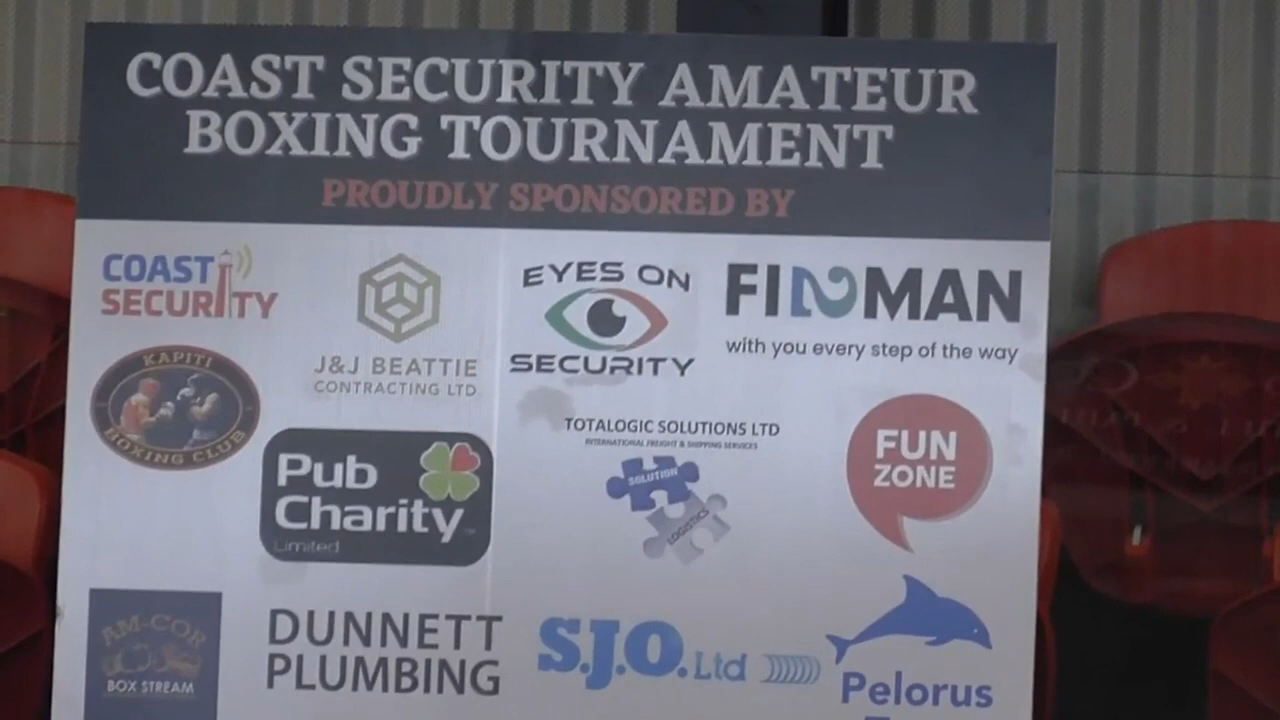 COAST SECURITY AMATEUR
BOXING TOURNAMENT
PROUDLY SPONSORED BY
COAST
SECURITY
J&J BEATTIE
CONTRACTING LTD
EYES ON
SECURITY
FINMAN
with you every step of the way
KAPITI
BOXING CLUB
Pub
Charity
Limited
TOTALOGIC SOLUTIONS LTD
INTERNATIONAL FREIGHT & SHIPPING SERVICES
SOLUTION
LOGISTICS
FUN
ZONE
AM-COR
BOX STREAM
DUNNETT
PLUMBING
S.J.O. Ltd
Pelorus